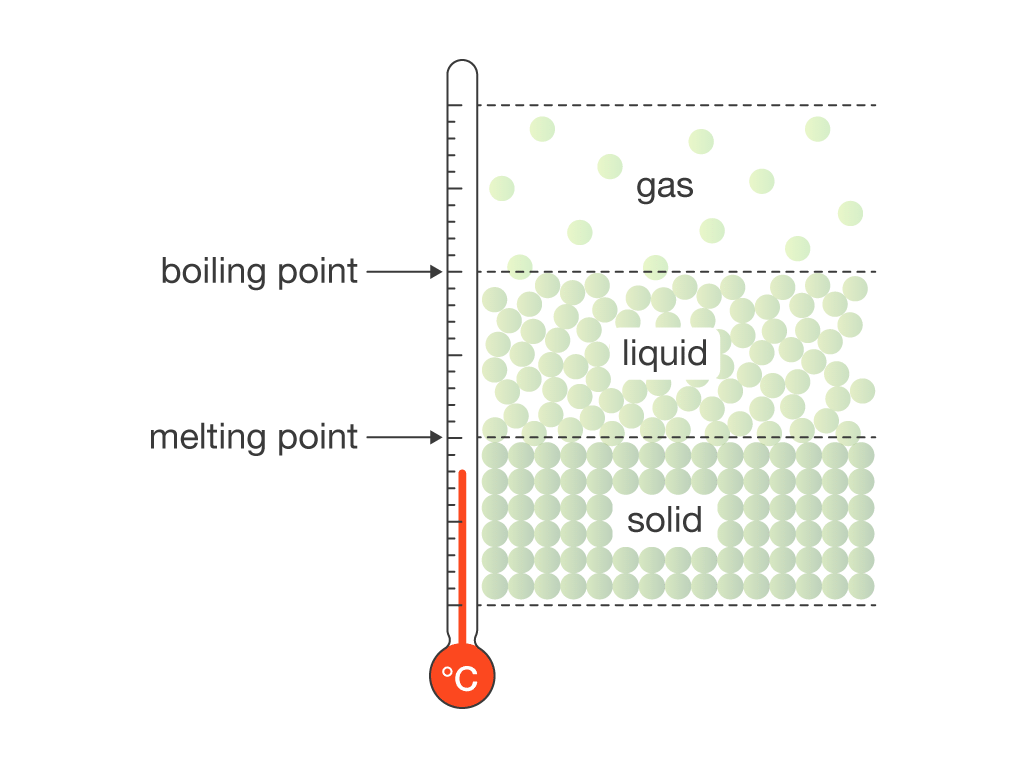 gas
boiling point
liquid
melting point
solid
°C